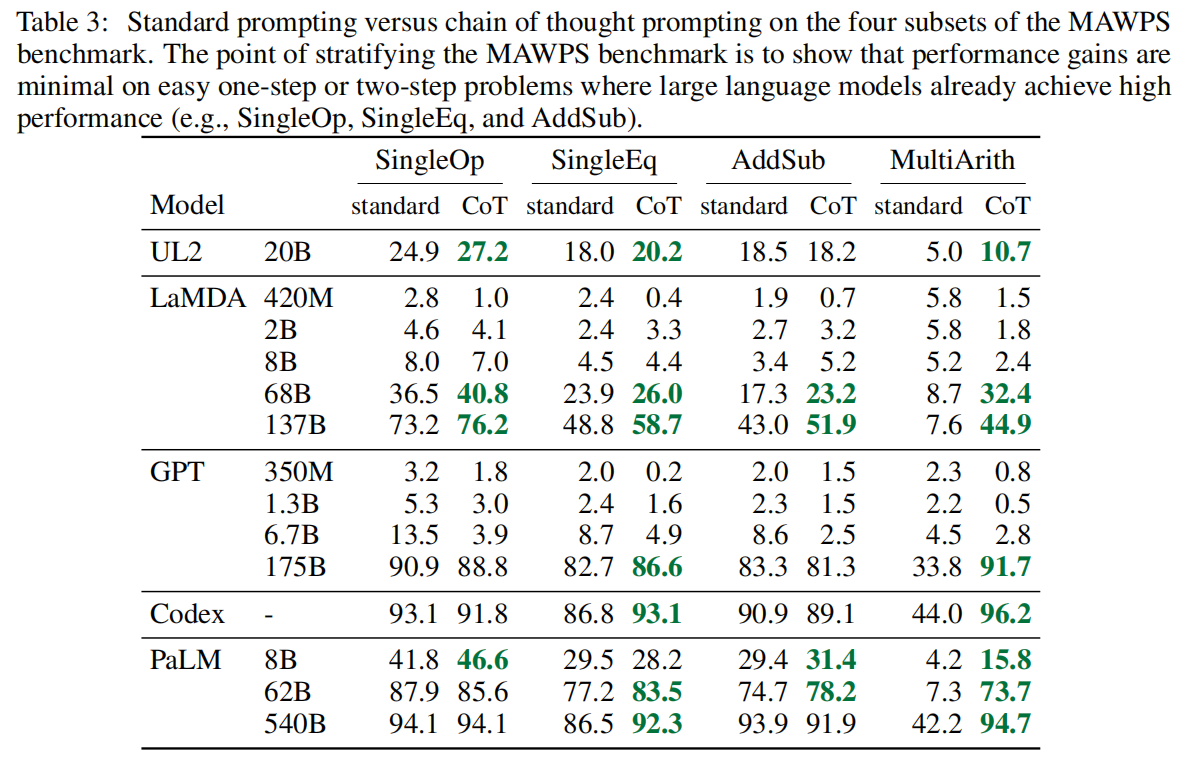 Table 3: Standard prompting versus chain of thought prompting on the four subsets of the MAWPS
benchmark. The point of stratifying the MAWPS benchmark is to show that performance gains are
minimal on easy one-step or two-step problems where large language models already achieve high
performance (e.g., SingleOp, SingleEq, and AddSub).
SingleOp SingleEq AddSub MultiArith
Model standard CoT standard CoT standard CoT standard CoT
UL2 20B 24.9 27.2 18.0 20.2 18.5 18.2 5.0 10.7
LaMDA 420M 2.8 1.0 2.4 0.4 1.9 0.7 5.8 1.5
2B 4.6 4.1 2.4 3.3 2.7 3.2 5.8 1.8
8B 8.0 7.0 4.5 4.4 3.4 5.2 5.2 2.4
68B 36.5 40.8 23.9 26.0 17.3 23.2 8.7 32.4
137B 73.2 76.2 48.8 58.7 43.0 51.9 7.6 44.9
GPT 350M 3.2 1.8 2.0 0.2 2.0 1.5 2.3 0.8
1.3B 5.3 3.0 2.4 1.6 2.3 1.5 2.2 0.5
6.7B 13.5 3.9 8.7 4.9 8.6 2.5 4.5 2.8
175B 90.9 88.8 82.7 86.6 83.3 81.3 33.8 91.7
Codex - 93.1 91.8 86.8 93.1 90.9 89.1 44.0 96.2
PaLM 8B 41.8 46.6 29.5 28.2 29.4 31.4 4.2 15.8
62B 87.9 85.6 77.2 83.5 74.7 78.2 7.3 73.7
540B 94.1 94.1 86.5 92.3 93.9 91.9 42.2 94.7